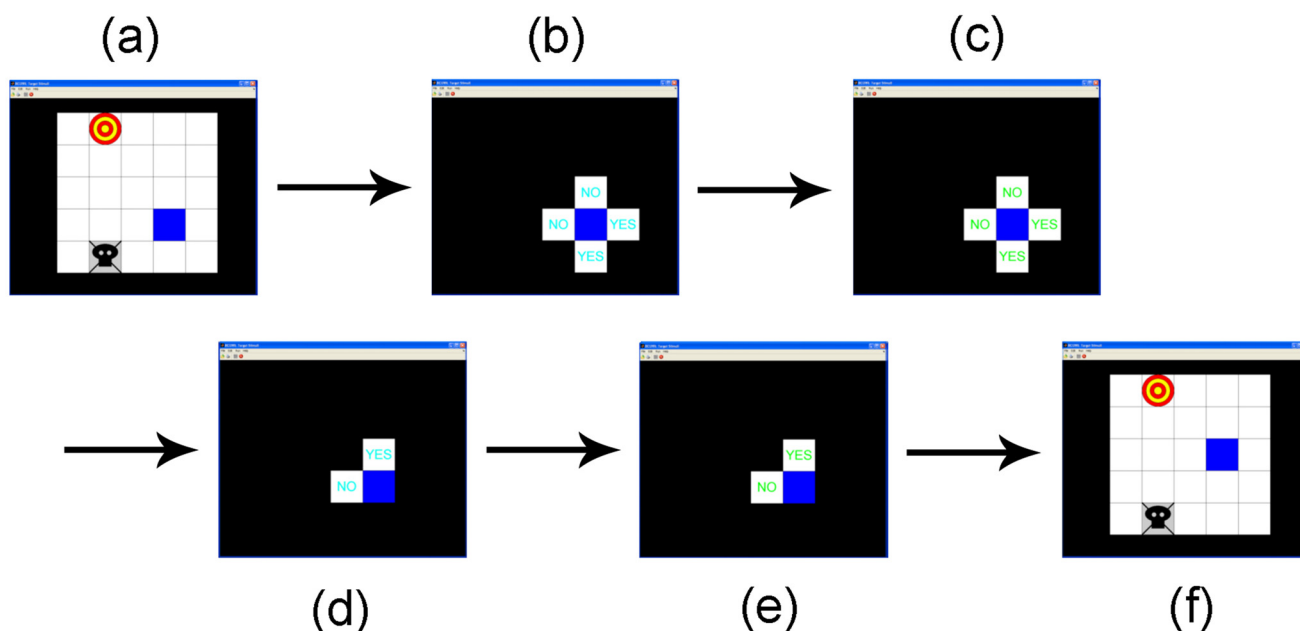 (a)
(b)
(c)
NO
NO
YES
YES
NO
NO
YES
YES
YES
NO
YES
NO
(d)
(e)
(f)